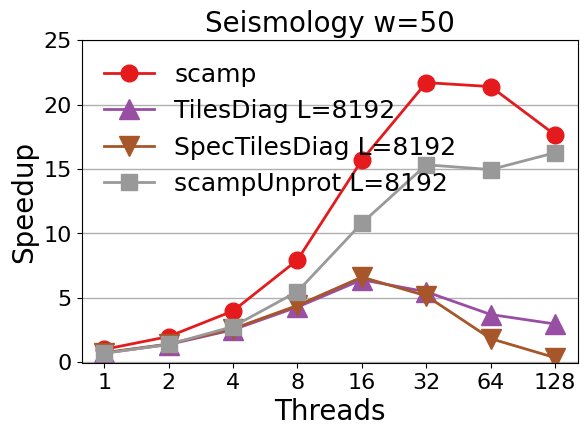 Seismology w=50
25
20
15
10
5
0
Speedup
scamp
TilesDiag L=8192
SpecTilesDiag L=8192
scampUnprot L=8192
1 2 4 8 16 32 64 128
Threads